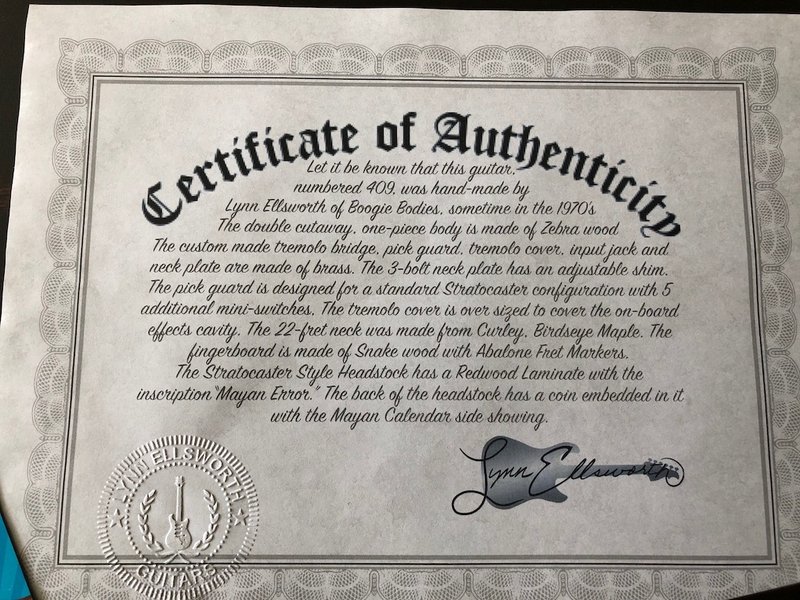 Certificate of Authenticity
Let it be known that this guitar,
numbered 409, was hand-made by
Lynn Ellsworth of Boogie Bodies, sometime in the 1970's
The double cutaway, one-piece body is made of Zebra wood
The custom made tremolo bridge, pick guard, tremolo cover, input jack and
neck plate are made of brass. The 3-bolt neck plate has an adjustable shim.
The pick guard is designed for a standard Stratocaster configuration with 5
additional mini-switches. The tremolo cover is over sized to cover the on-board
effects cavity. The 22-fret neck was made from Curley, Birdseye Maple. The
fingerboard is made of Snake wood with Abalone Fret Markers.
The Stratocaster Style Headstock has a Redwood Laminate with the
inscription "Mayan Error." The back of the headstock has a coin embedded in it
with the Mayan Calendar side showing.
LYNN ELLSWORTH
GUITARS
Lynn Ellsworth